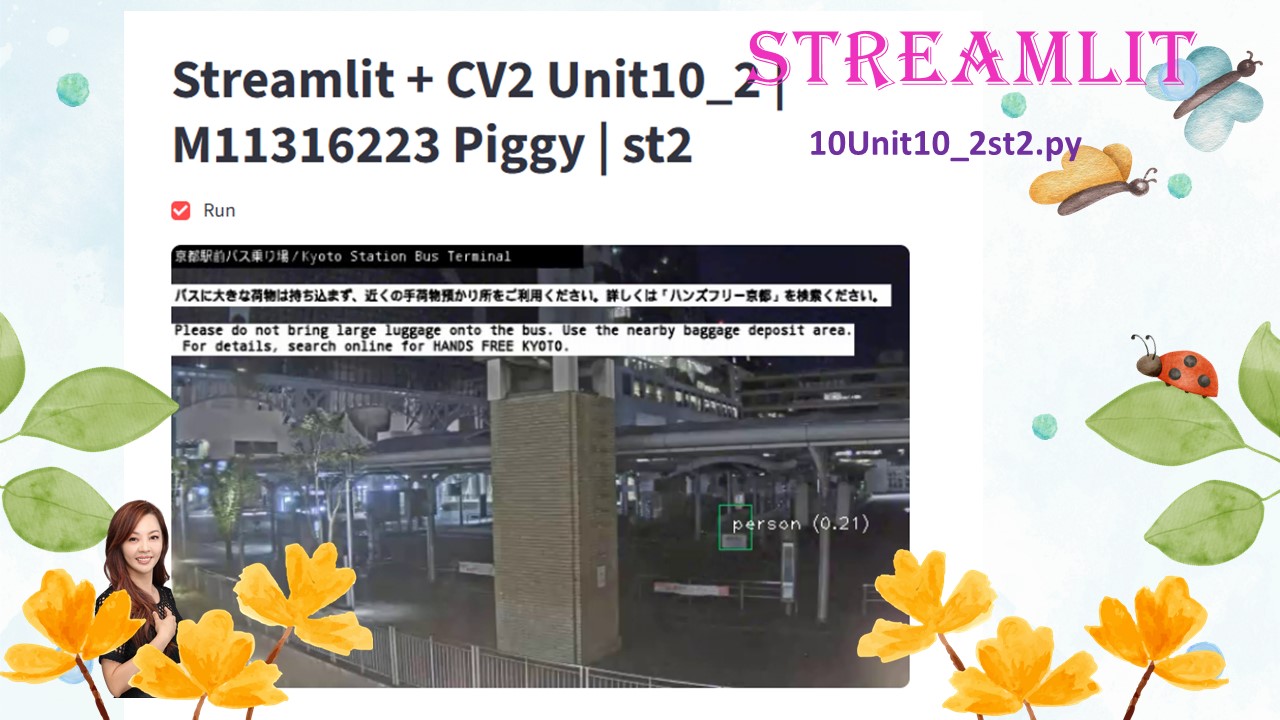 STREAMLIT
Streamlit + CV2 Unit10_2 |
M11316223 Piggy | st2
10Unit10_2st2.py
Run
京都駅前バス乗り場/Kyoto Station Bus Terminal
バスに大きな荷物は持ち込まず、近くの手荷物預かり所をご利用ください。詳しくは「ハンズフリー京都」を検索ください。
Please do not bring large luggage onto the bus. Use the nearby baggage deposit area.
For details, search online for HANDS FREE KYOTO.
person (0.21)